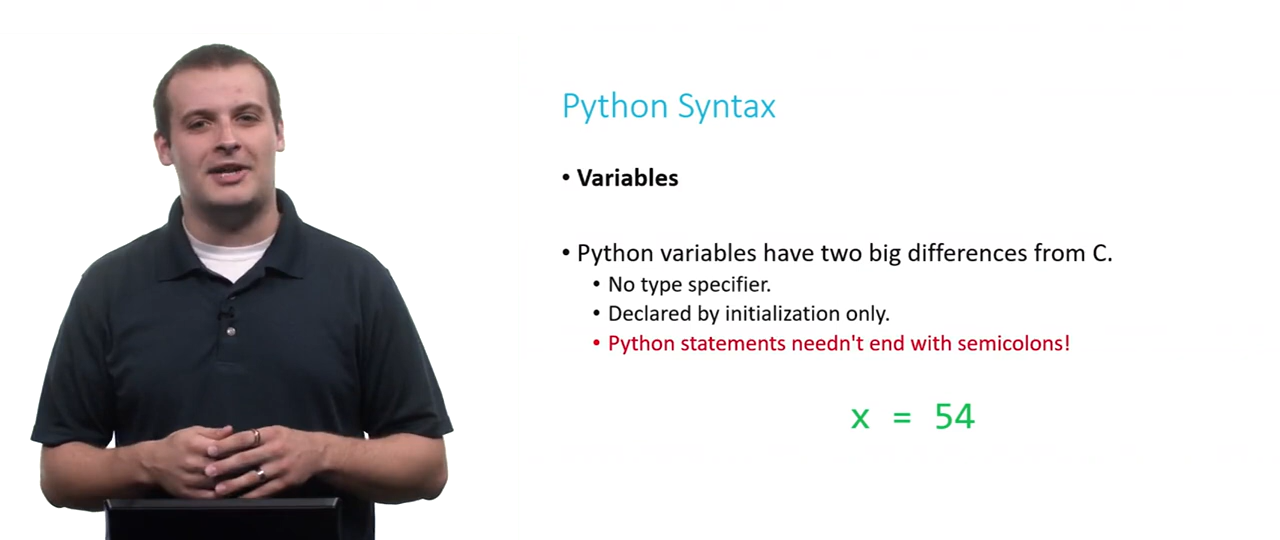 Python Syntax
• Variables
• Python variables have two big differences from C.
• No type specifier.
• Declared by initialization only.
• Python statements needn't end with semicolons!
x = 54